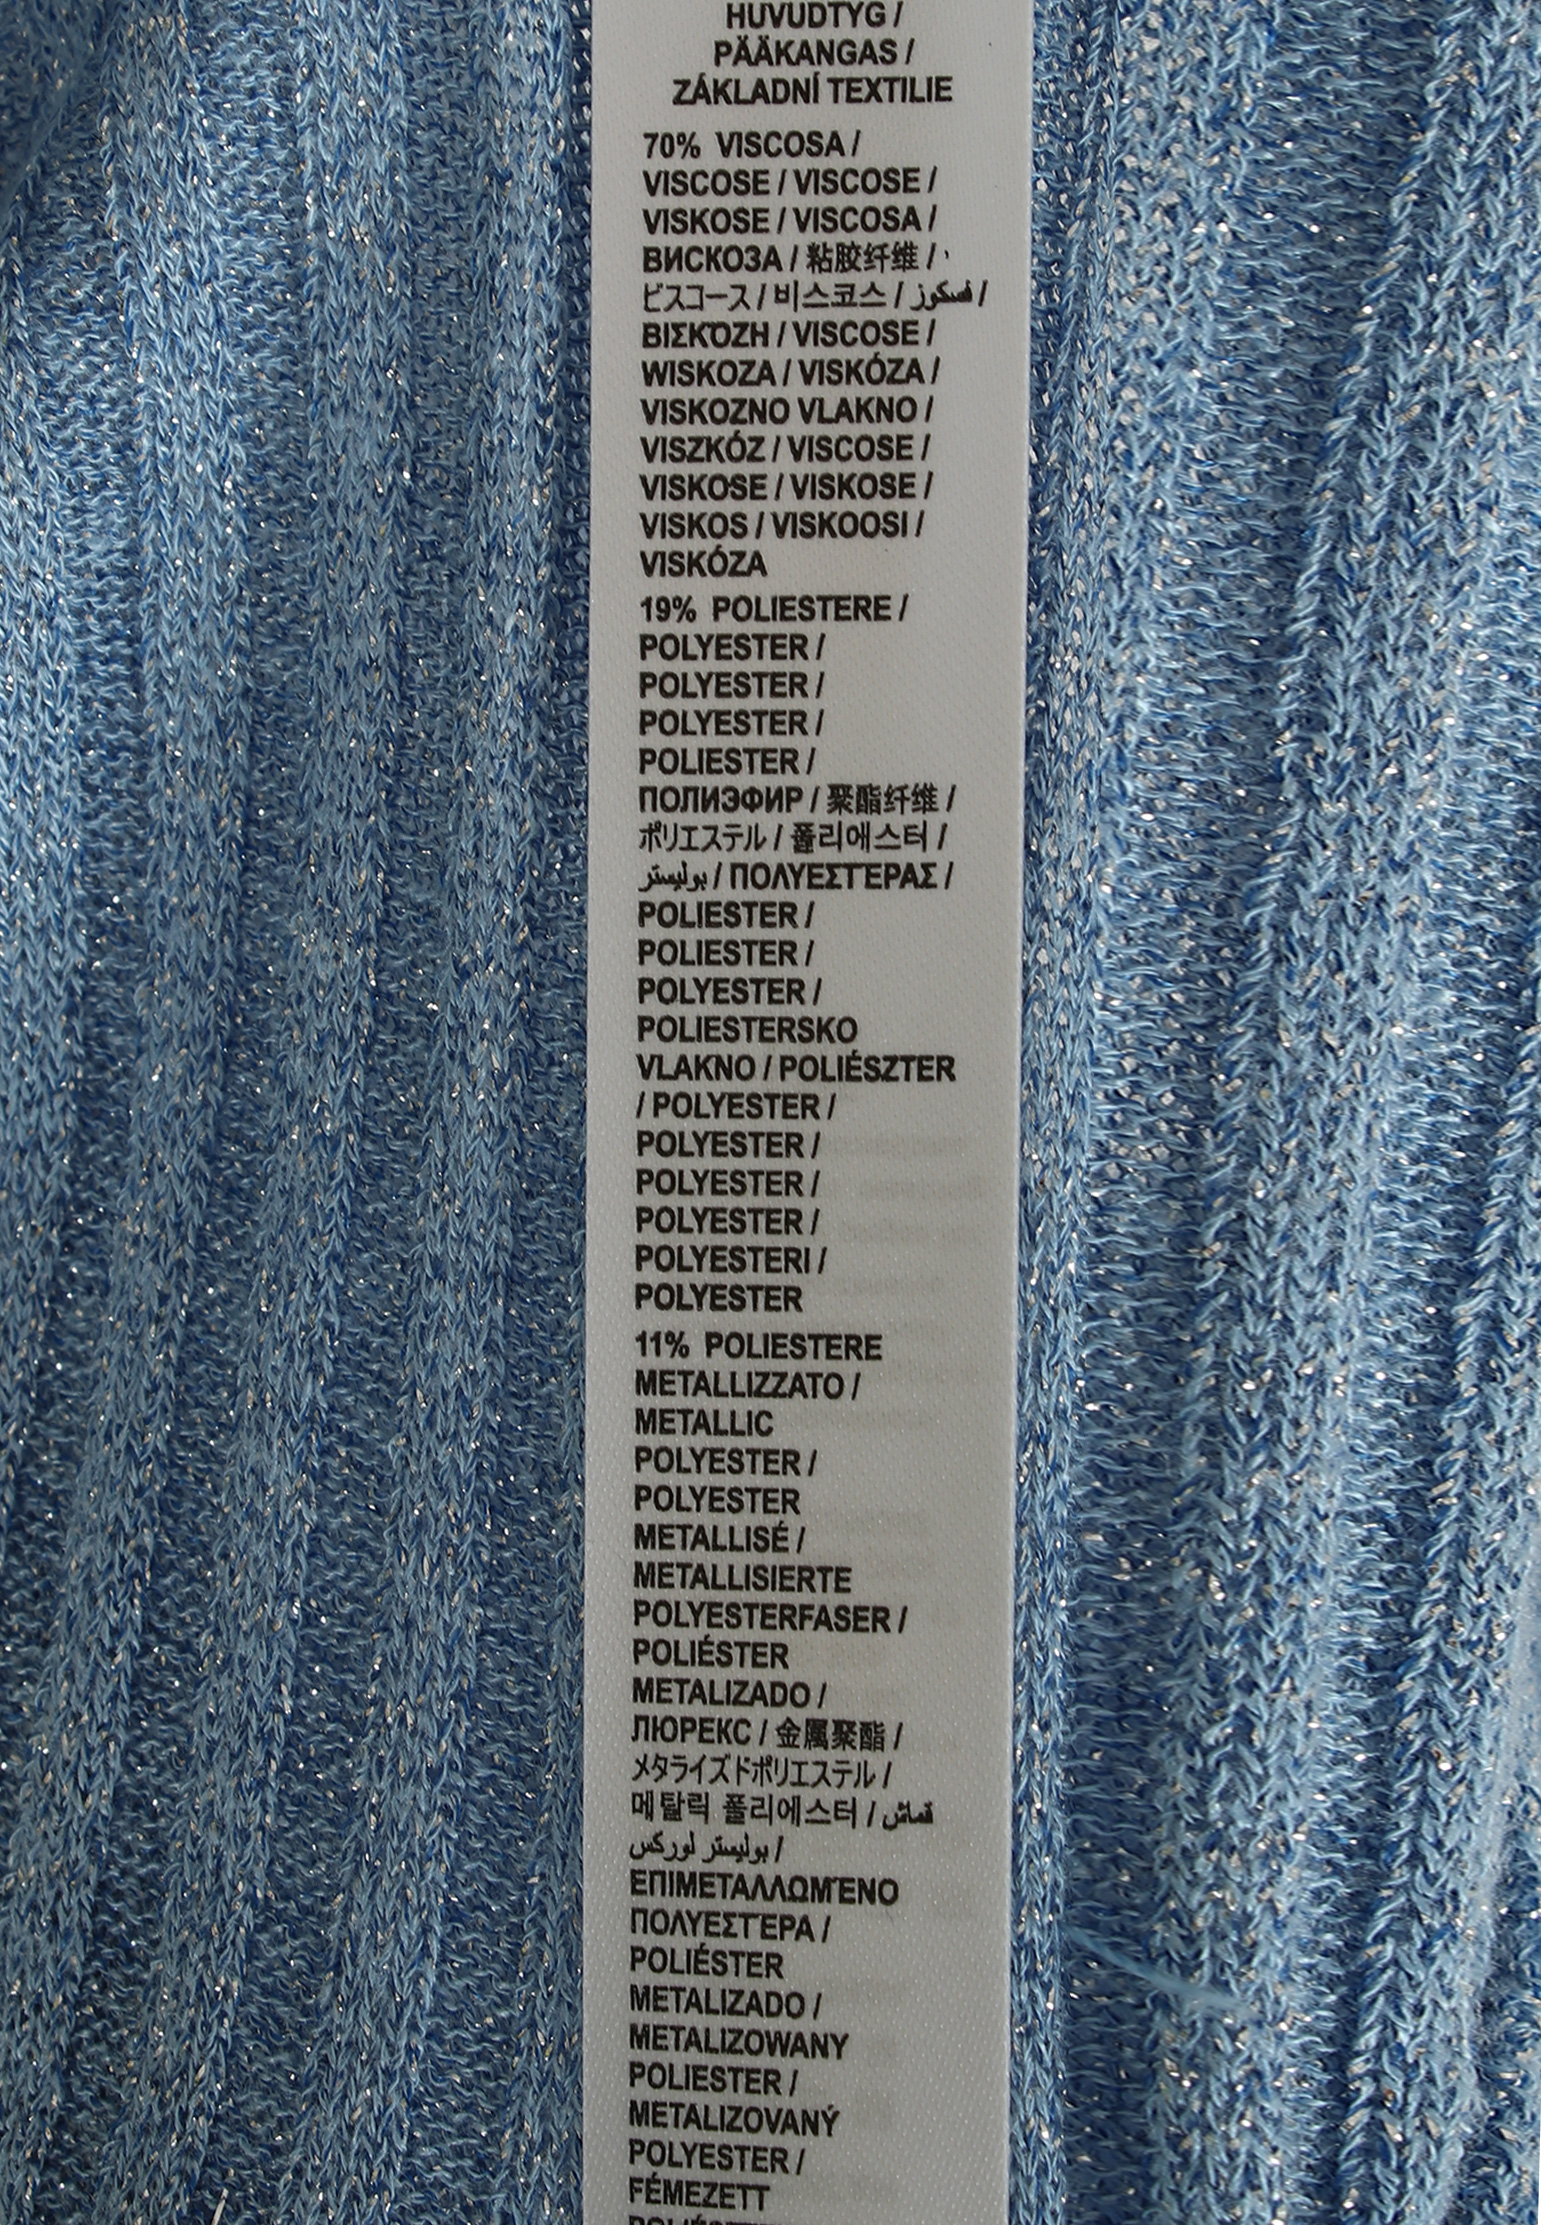 HUVUDTYG /
PÄÄKANGAS /
ZÁKLADNÍ TEXTILIE
70% VISCOSA /
VISCOSE / VISCOSE /
VISKOSE / VISCOSA /
ВИСКОЗА / 粘胶纤维 /
ビスコース / 비스코스 / فسكوز /
ΒΙΣΚΌΖΗ / VISCOSE /
WISKOZA / VISKÓZA /
VISKOZNO VLAKNO /
VISZKÓZ / VISCOSE /
VISKOSE / VISKOSE /
VISKOS / VISKOOSI /
VISKÓZA
19% POLIESTERE /
POLYESTER /
POLYESTER /
POLYESTER /
POLIESTER /
ПОЛИЭФИР / 聚酯纤维 /
ポリエステル / 폴리에스터 /
بوليستر / ΠΟΛΥΕΣΤΈΡΑΣ /
POLIESTER /
POLIESTER /
POLYESTER /
POLIESTERSKO
VLAKNO / POLIÉSZTER
/ POLYESTER /
POLYESTER /
POLYESTER /
POLYESTER /
POLYESTERI /
POLYESTER
11% POLIESTERE
METALLIZZATO /
METALLIC
POLYESTER /
POLYESTER
METALLISÉ /
METALLISIERTE
POLYESTERFASER /
POLIÉSTER
METALIZADO /
ЛЮРЕКС / 金属聚酯 /
メタライズドポリエステル /
메탈릭 폴리에스터 / قماش
بوليستر لوركس /
ΕΠΙΜΕΤΑΛΛΩΜΈΝΟ
ΠΟΛΥΕΣΤΈΡΑ /
POLIÉSTER
METALIZADO /
METALIZOWANY
POLIESTER /
METALIZOVANÝ
POLYESTER /
FÉMEZETT